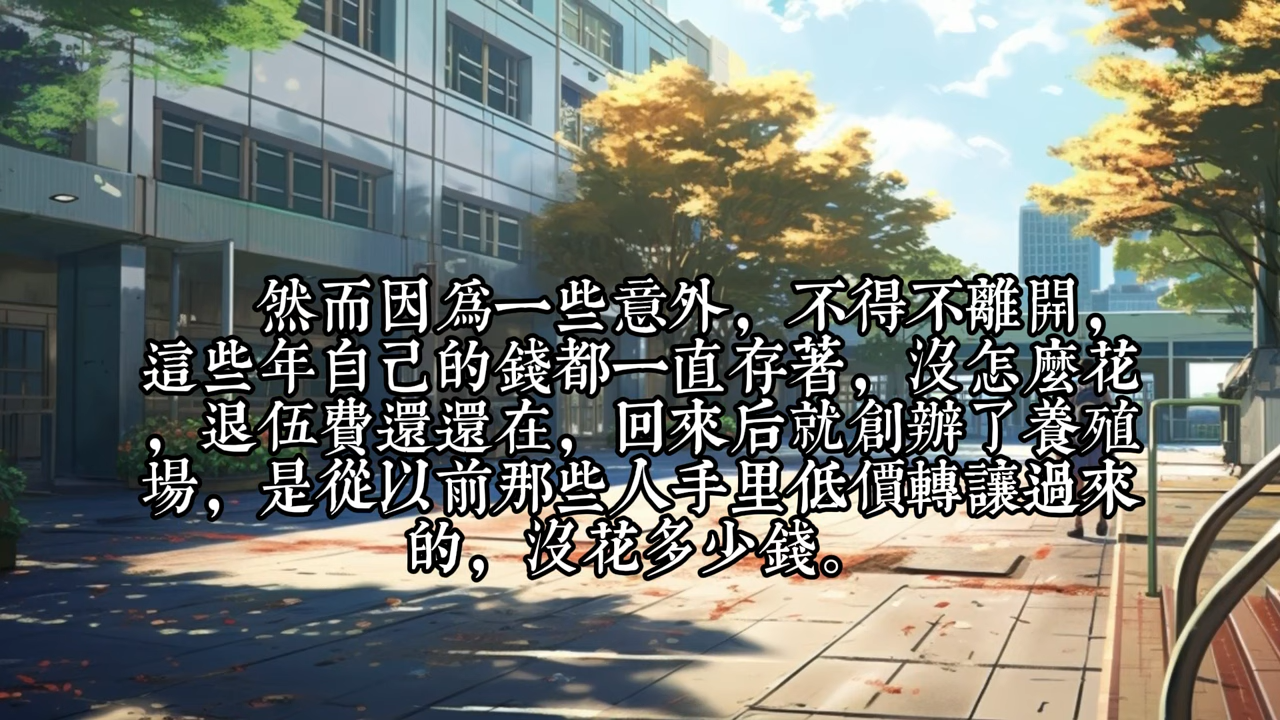 然而因爲一些意外，不得不離開，
這些年自己的錢都一直存著，沒怎麼花
，退伍費還還在，回來后就創辦了養殖
場，是從以前那些人手里低價轉讓過來
的，沒花多少錢。